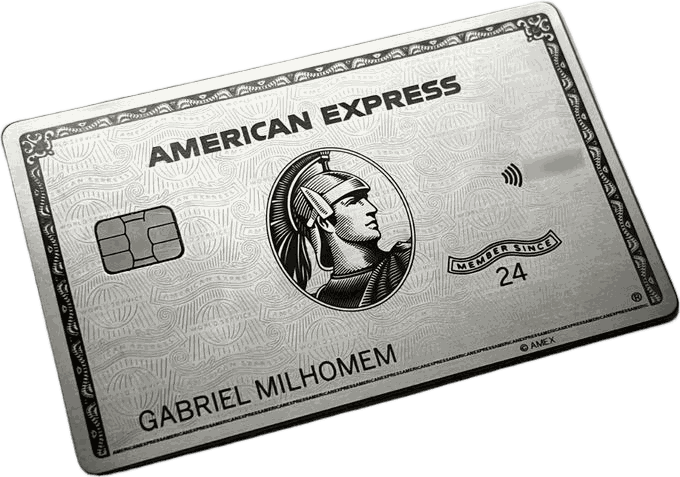 AMERICAN EXPRESS
MEMBER SINCE
24
®
GABRIEL MILHOMEM
© AMEX